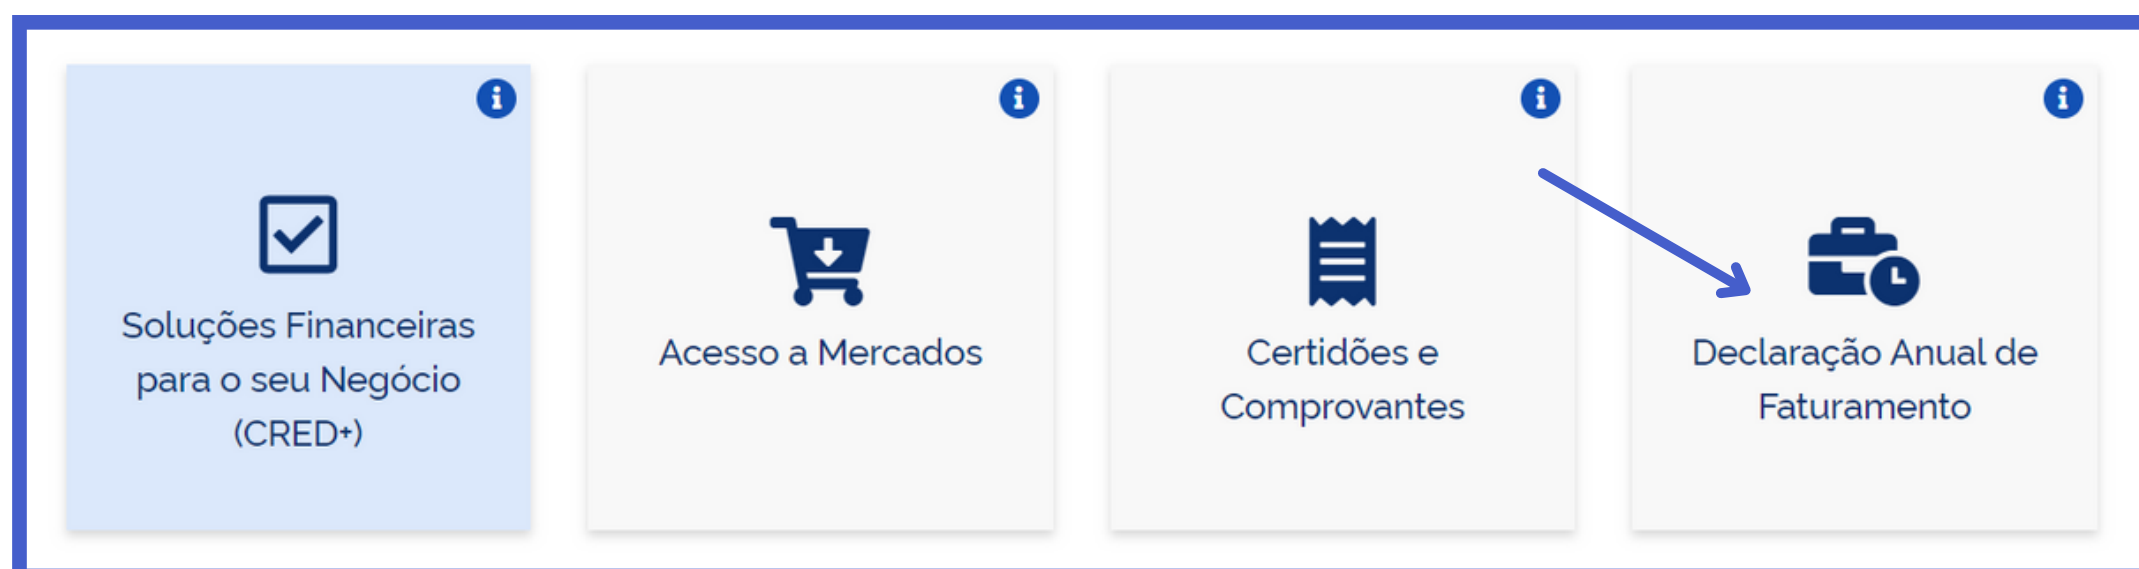 Soluções Financeiras
para o seu Negócio
(CRED+)
Acesso a Mercados
Certidões e
Comprovantes
Declaração Anual de
Faturamento